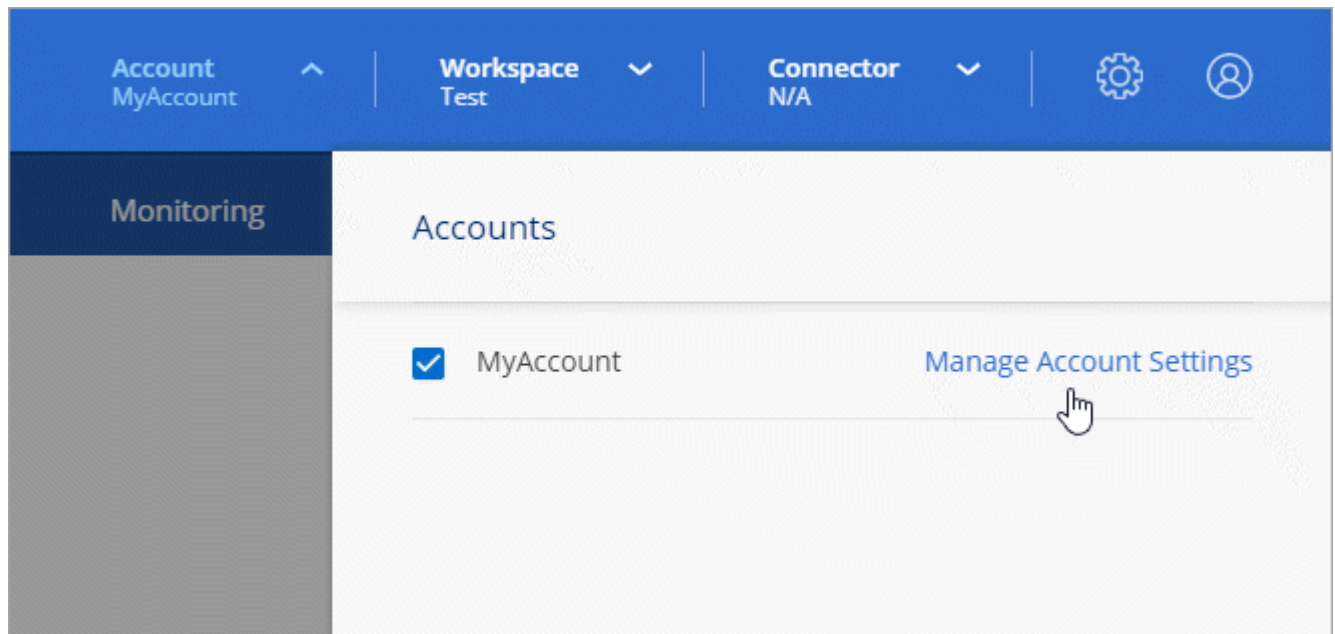 Account
MyAccount
Workspace
Test
Connector
N/A
Monitoring
Accounts
MyAccount
Manage Account Settings